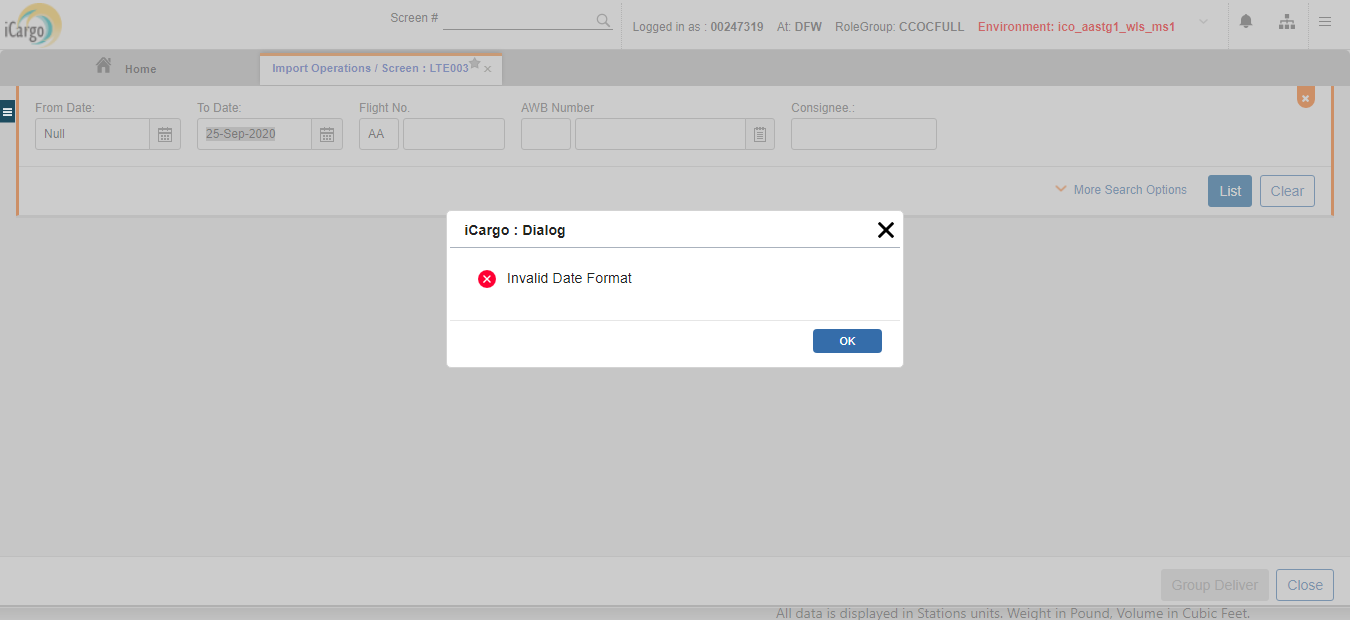 iCargo
Screen #
Logged in as : 00247319 At: DFW RoleGroup: CCOCFULL Environment: ico_aastg1_wls_ms1
Home
Import Operations / Screen : LTE003
From Date:
To Date:
Flight No.
AWB Number
Consignee.:
Null
25-Sep-2020
AA
More Search Options
List
Clear
iCargo : Dialog
Invalid Date Format
OK
Group Deliver
Close
All data is displayed in Stations units. Weight in Pound, Volume in Cubic Feet.